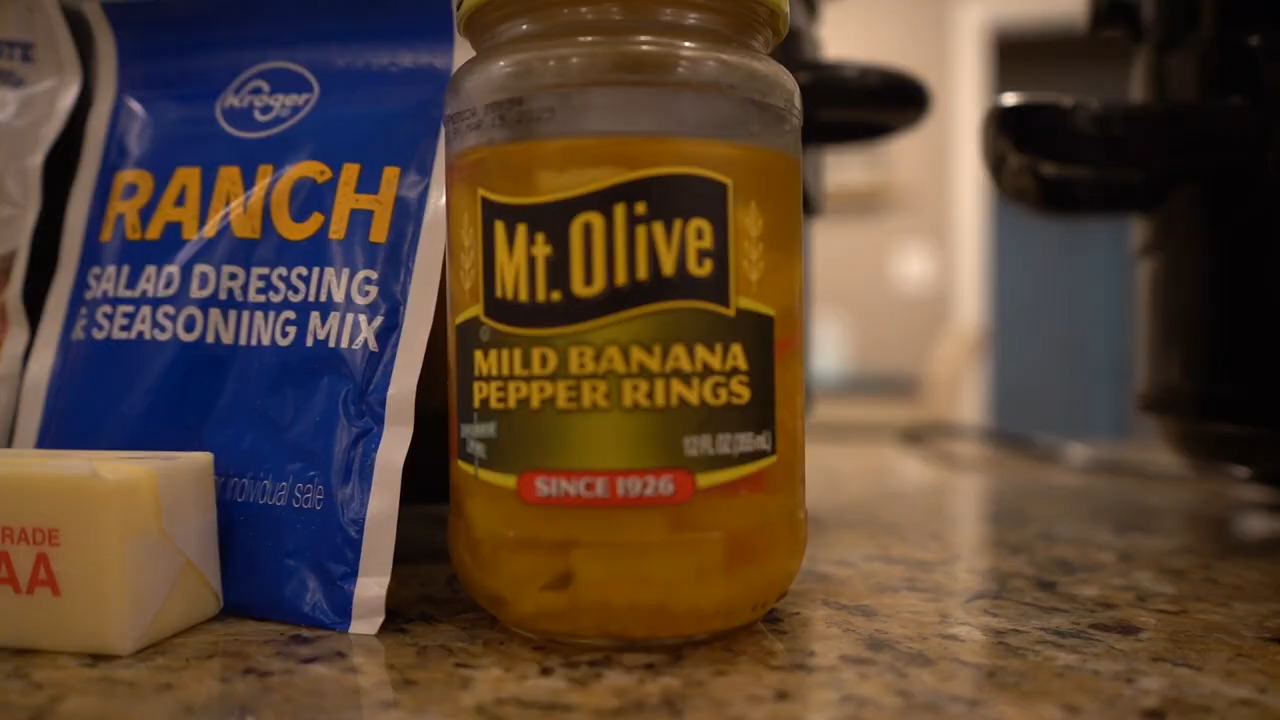 Kroger
RANCH
SALAD DRESSING
& SEASONING MIX
individual sale
RADE
AA
Mt. Olive
MILD BANANA
PEPPER RINGS
12 FL OZ (355 mL)
SINCE 1926